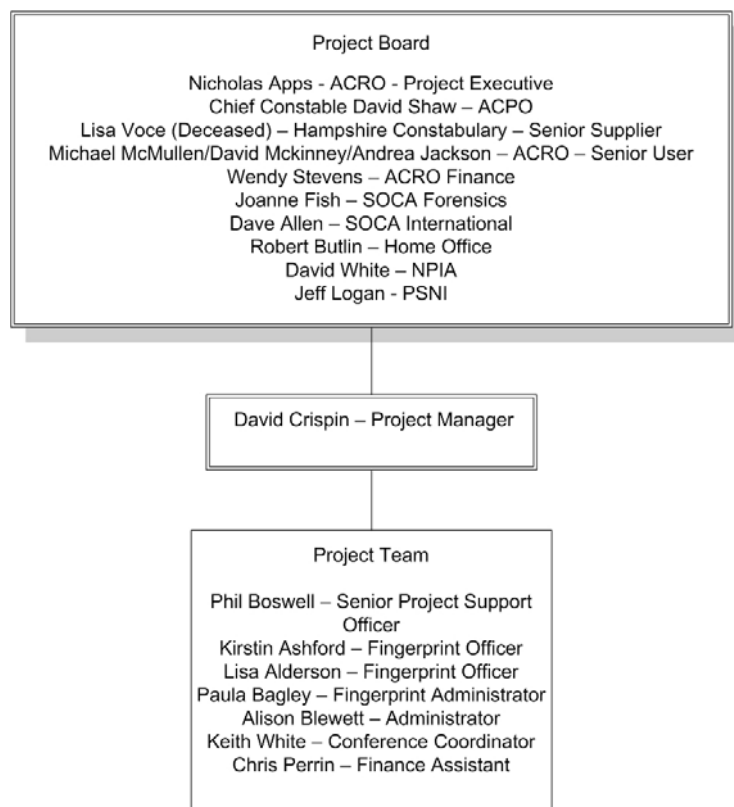 Project Board
Nicholas Apps - ACRO - Project Executive
Chief Constable David Shaw – ACPO
Lisa Voce (Deceased) – Hampshire Constabulary – Senior Supplier
Michael McMullen/David Mckinney/Andrea Jackson – ACRO – Senior User
Wendy Stevens – ACRO Finance
Joanne Fish – SOCA Forensics
Dave Allen – SOCA International
Robert Butlin – Home Office
David White – NPIA
Jeff Logan - PSNI
David Crispin – Project Manager
Project Team
Phil Boswell – Senior Project Support
Officer
Kirstin Ashford – Fingerprint Officer
Lisa Alderson – Fingerprint Officer
Paula Bagley – Fingerprint Administrator
Alison Blewett – Administrator
Keith White – Conference Coordinator
Chris Perrin – Finance Assistant